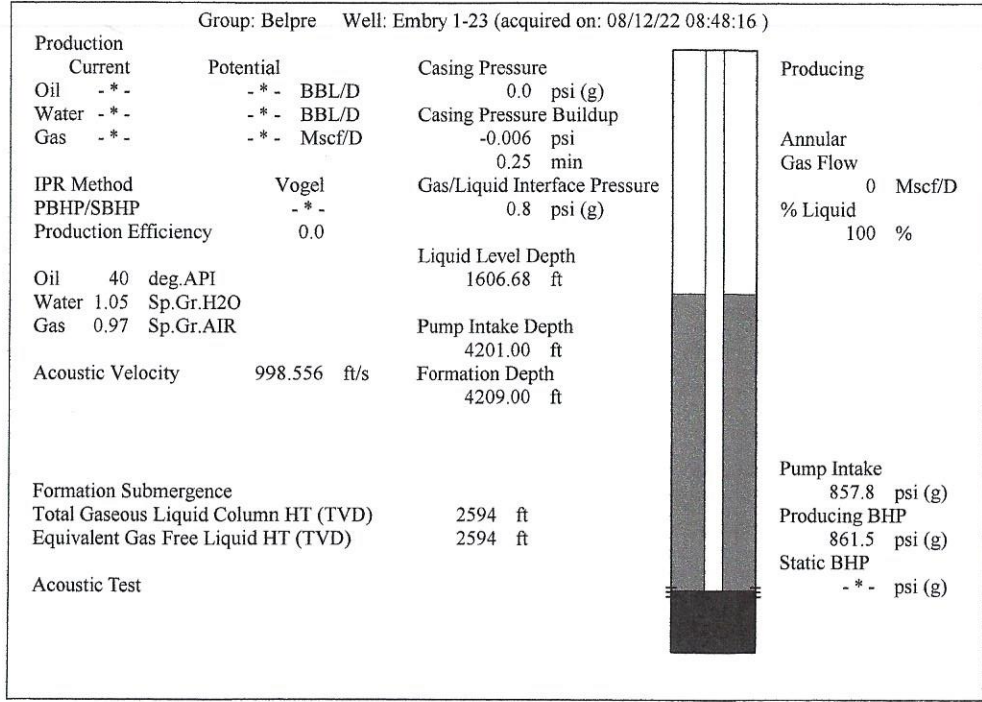 Group: Belpre Well: Embry 1-23 (acquired on: 08/12/22 08:48:16 )
Production
Current Potential
Oil - * - - * - BBL/D
Water - * - - * - BBL/D
Gas - * - - * - Mscf/D
IPR Method Vogel
PBHP/SBHP - * -
Production Efficiency 0.0
Oil 40 deg.API
Water 1.05 Sp.Gr.H2O
Gas 0.97 Sp.Gr.AIR
Acoustic Velocity 998.556 ft/s
Casing Pressure
0.0 psi (g)
Casing Pressure Buildup
-0.006 psi
0.25 min
Gas/Liquid Interface Pressure
0.8 psi (g)
Liquid Level Depth
1606.68 ft
Pump Intake Depth
4201.00 ft
Formation Depth
4209.00 ft
Formation Submergence
Total Gaseous Liquid Column HT (TVD) 2594 ft
Equivalent Gas Free Liquid HT (TVD) 2594 ft
Acoustic Test
Producing
Annular
Gas Flow
0 Mscf/D
% Liquid
100 %
Pump Intake
857.8 psi (g)
Producing BHP
861.5 psi (g)
Static BHP
- * - psi (g)